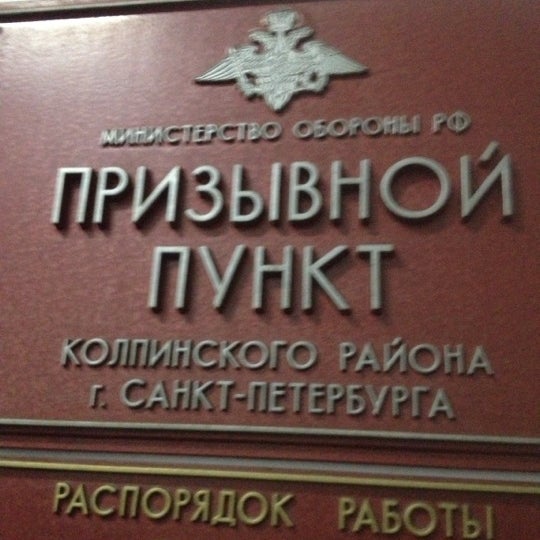 МИНИСТЕРСТВО ОБОРОНЫ РФ
ПРИЗЫВНОЙ
ПУНКТ
КОЛПИНСКОГО РАЙОНА
г. САНКТ-ПЕТЕРБУРГА
РАСПОРЯДОК РАБОТЫ